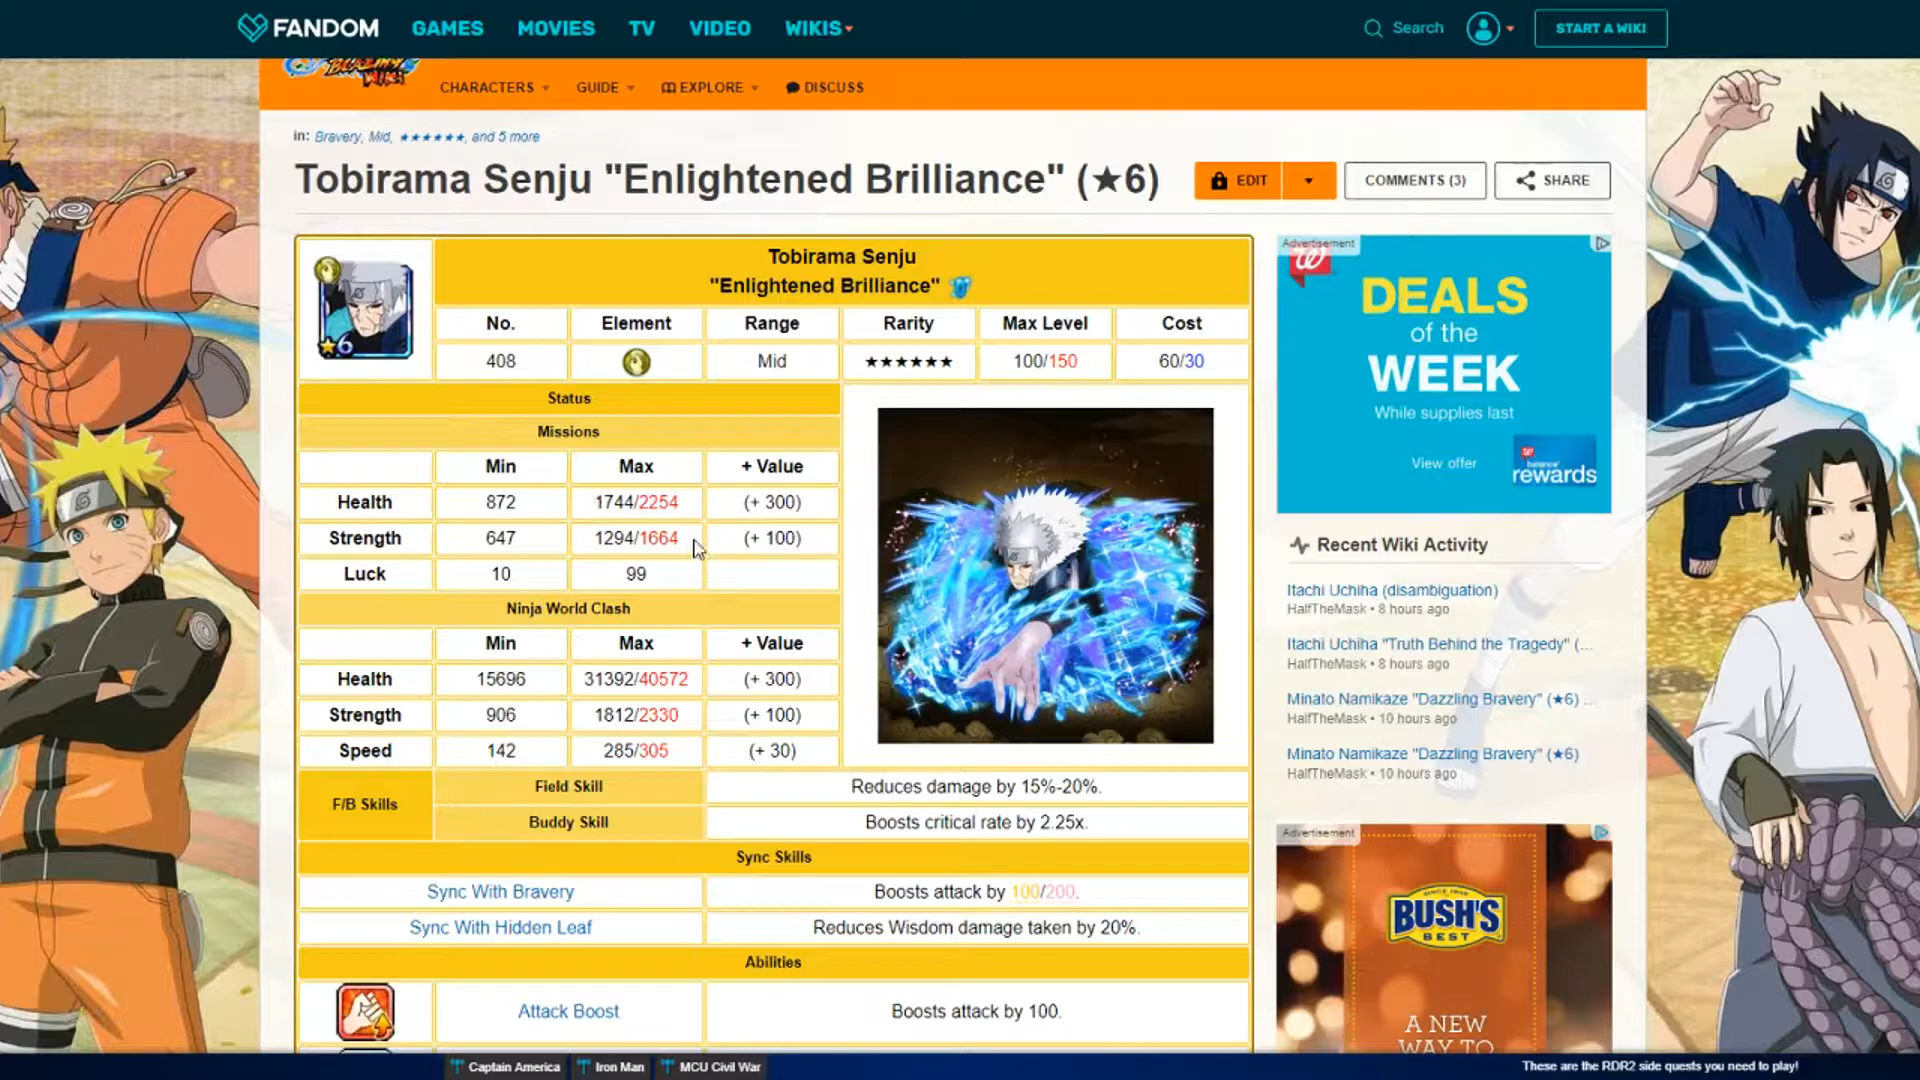 FANDOM GAMES MOVIES TV VIDEO WIKIS Search START A WIKI
BLAZING WIKI CHARACTERS GUIDE EXPLORE DISCUSS
in: Bravery, Mid, ★★★★★★, and 5 more
Tobirama Senju "Enlightened Brilliance" (★6) EDIT COMMENTS (3) SHARE
Tobirama Senju
"Enlightened Brilliance"
★6
No. Element Range Rarity Max Level Cost
408 Mid ★★★★★★ 100/150 60/30
Status
Missions
Min Max + Value
Health 872 1744/2254 (+ 300)
Strength 647 1294/1664 (+ 100)
Luck 10 99
Ninja World Clash
Min Max + Value
Health 15696 31392/40572 (+ 300)
Strength 906 1812/2330 (+ 100)
Speed 142 285/305 (+ 30)
F/B Skills
Field Skill Reduces damage by 15%-20%.
Buddy Skill Boosts critical rate by 2.25x.
Sync Skills
Sync With Bravery Boosts attack by 100/200.
Sync With Hidden Leaf Reduces Wisdom damage taken by 20%.
Abilities
Attack Boost Boosts attack by 100.
Advertisement
W
DEALS
of the
WEEK
While supplies last
View offer
balance
rewards
Recent Wiki Activity
Itachi Uchiha (disambiguation)
HalfTheMask • 8 hours ago
Itachi Uchiha "Truth Behind the Tragedy" (...
HalfTheMask • 8 hours ago
Minato Namikaze "Dazzling Bravery" (★6) ...
HalfTheMask • 10 hours ago
Minato Namikaze "Dazzling Bravery" (★6)
HalfTheMask • 10 hours ago
Advertisement
SINCE 1908
BUSH'S
BEST
A NEW
WAY TO
Captain America Iron Man MCU Civil War These are the RDR2 side quests you need to play!